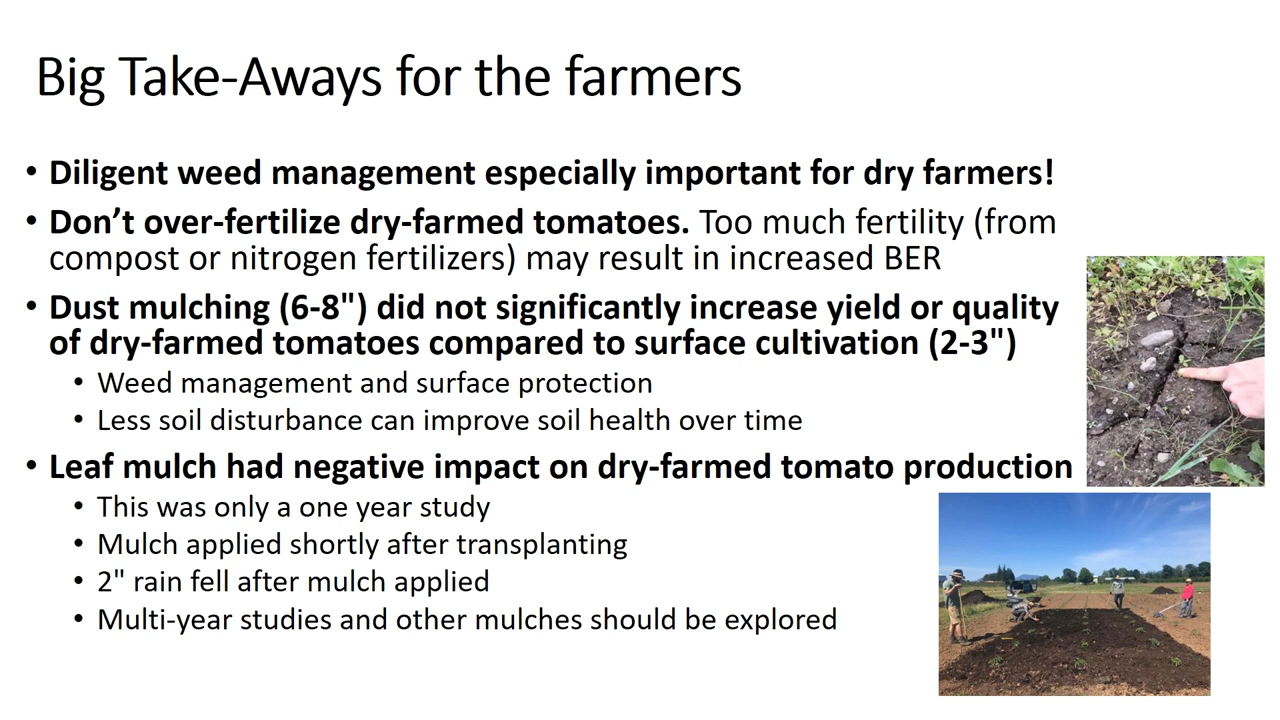 Big Take-Aways for the farmers
• Diligent weed management especially important for dry farmers!
• Don’t over-fertilize dry-farmed tomatoes. Too much fertility (from
compost or nitrogen fertilizers) may result in increased BER
• Dust mulching (6-8") did not significantly increase yield or quality
of dry-farmed tomatoes compared to surface cultivation (2-3")
• Weed management and surface protection
• Less soil disturbance can improve soil health over time
• Leaf mulch had negative impact on dry-farmed tomato production
• This was only a one year study
• Mulch applied shortly after transplanting
• 2" rain fell after mulch applied
• Multi-year studies and other mulches should be explored